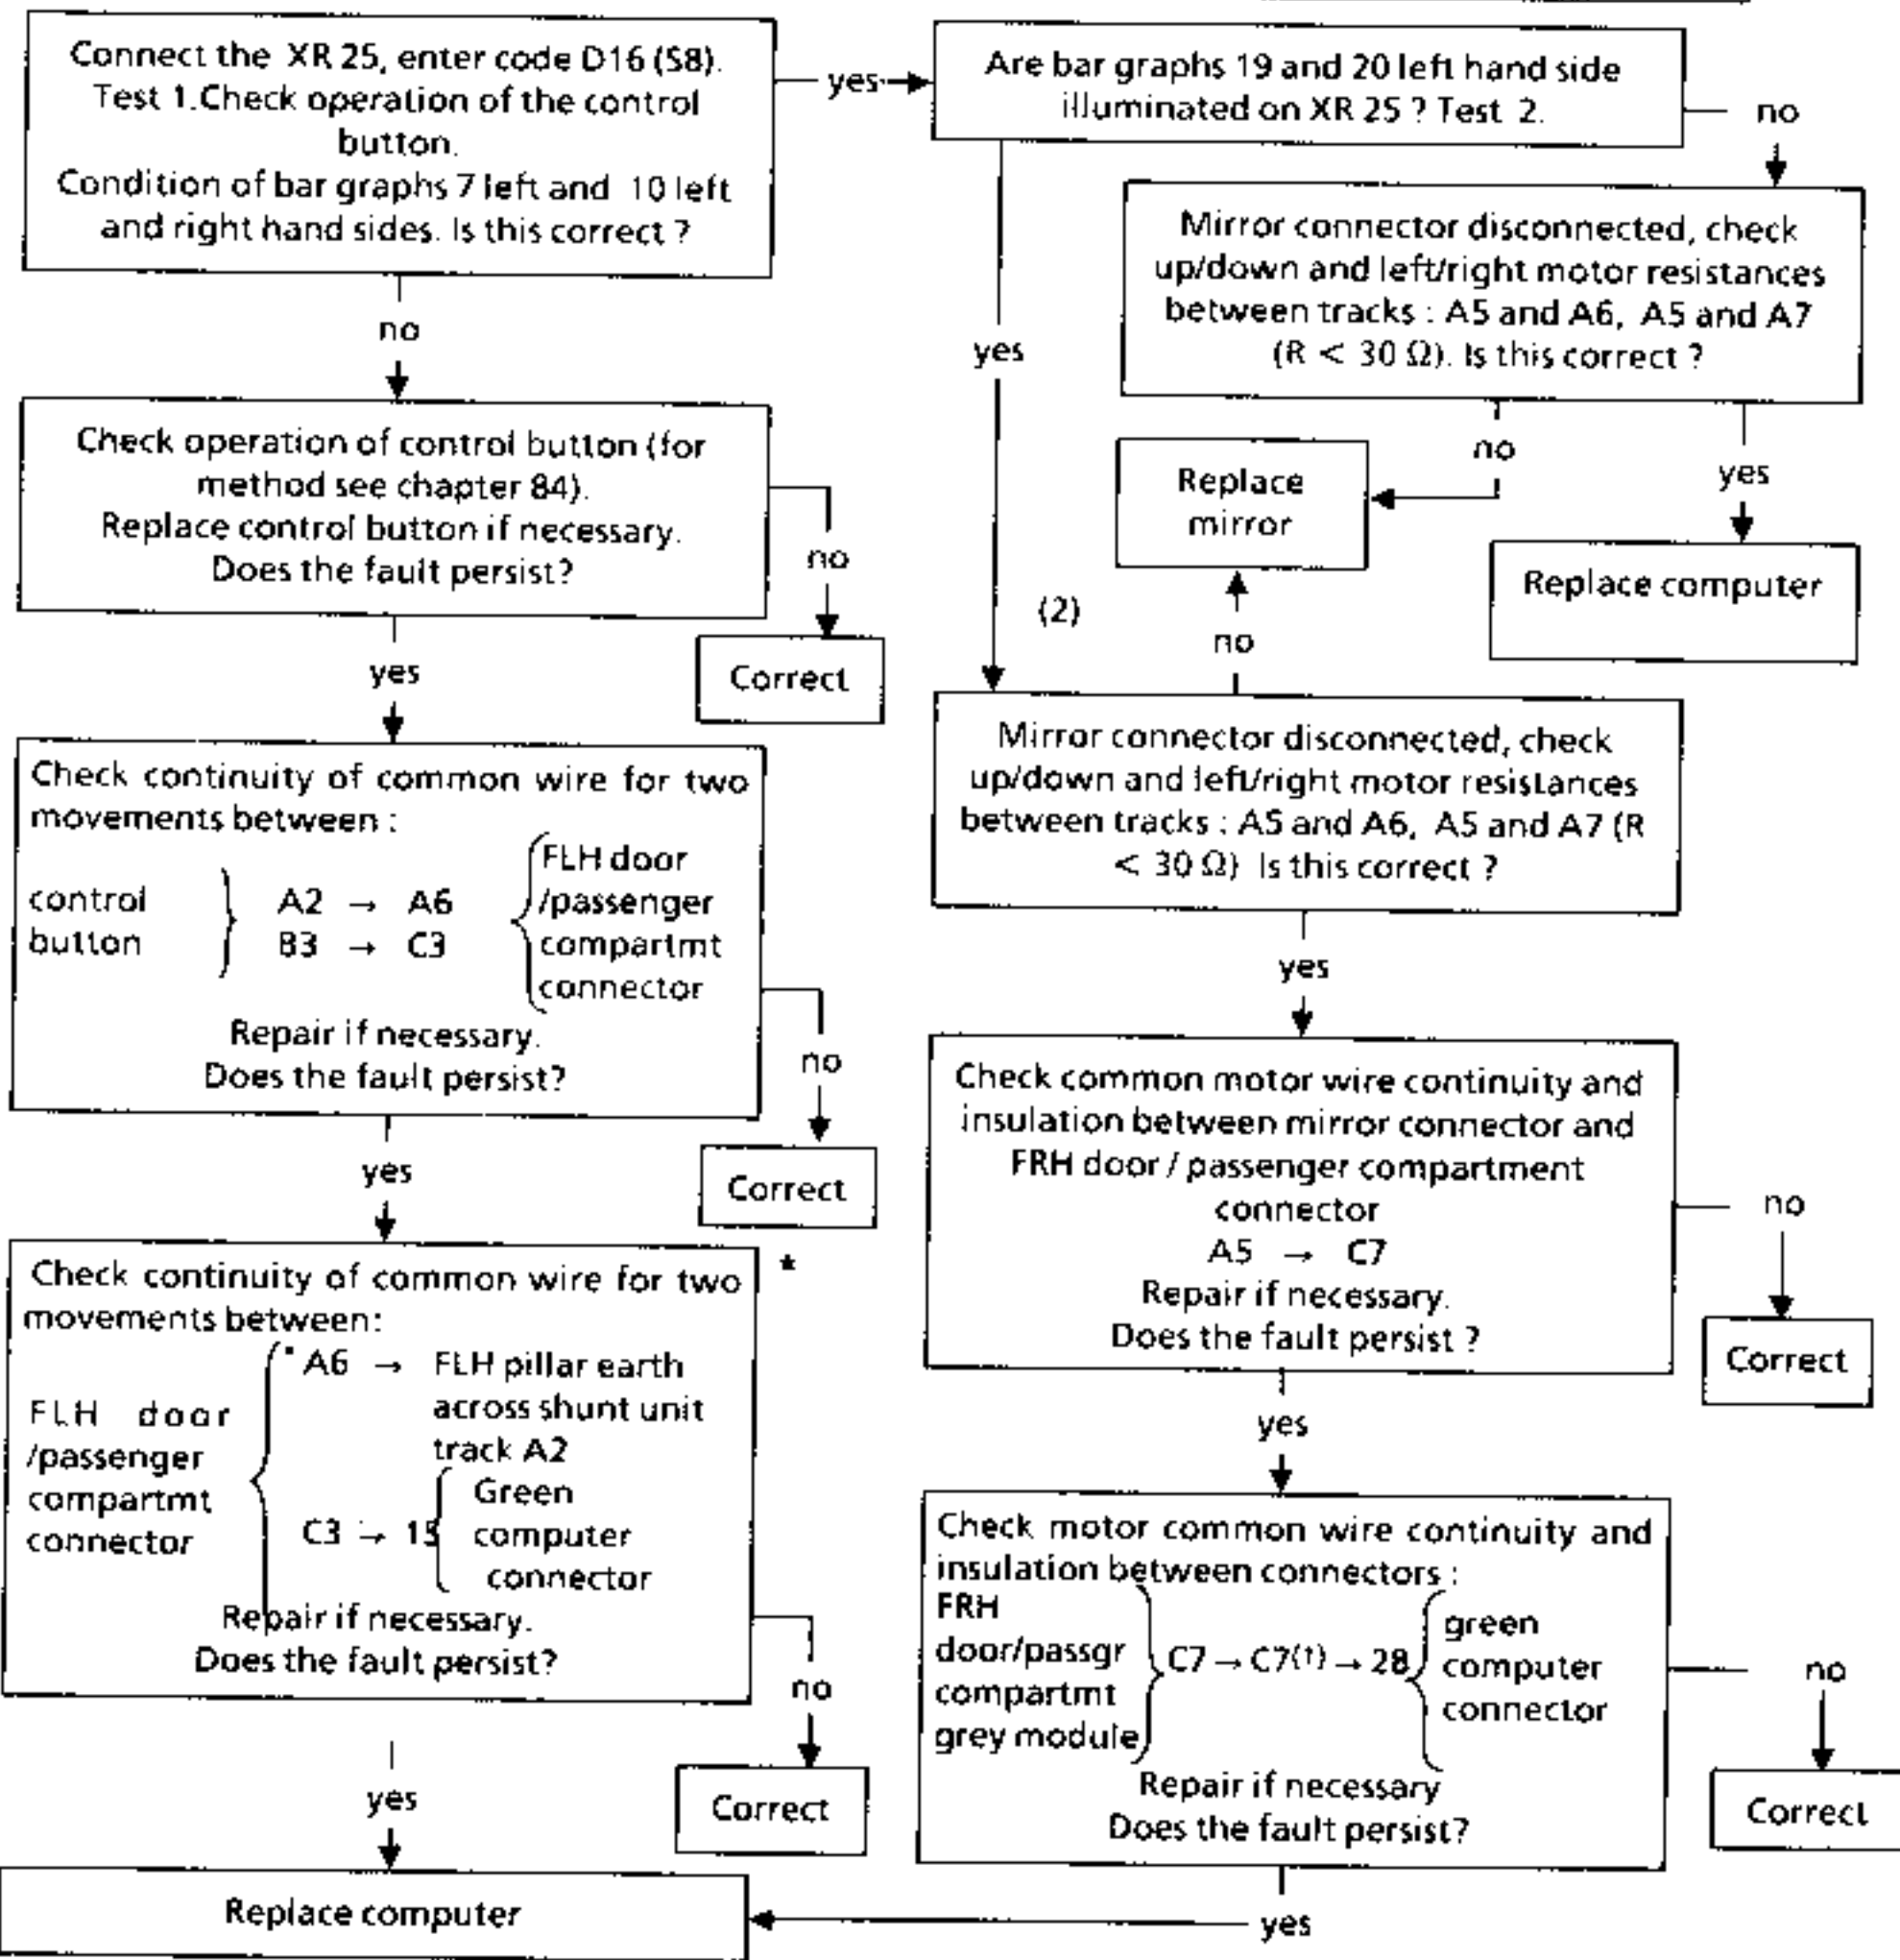 Connect the XR 25, enter code D16 (S8).
Test 1.Check operation of the control
button.
Condition of bar graphs 7 left and 10 left
and right hand sides. Is this correct ?
yes
no
Check operation of control button (for
method see chapter 84).
Replace control button if necessary.
Does the fault persist?
no
Correct
yes
Check continuity of common wire for two
movements between :
control
button
A2 → A6
B3 → C3
FLH door
/passenger
compartmt
connector
Repair if necessary.
Does the fault persist?
no
Correct
yes
*
Check continuity of common wire for two
movements between:
FLH door
/passenger
compartmt
connector
A6 → FLH pillar earth
across shunt unit
track A2
C3 → 15
Green
computer
connector
Repair if necessary.
Does the fault persist?
no
Correct
yes
Replace computer
Are bar graphs 19 and 20 left hand side
illuminated on XR 25 ? Test 2.
no
yes
Mirror connector disconnected, check
up/down and left/right motor resistances
between tracks : A5 and A6, A5 and A7
(R < 30 Ω). Is this correct ?
no
yes
Replace
mirror
Replace computer
(2)
no
Mirror connector disconnected, check
up/down and left/right motor resistances
between tracks : A5 and A6, A5 and A7 (R
< 30 Ω) Is this correct ?
yes
Check common motor wire continuity and
insulation between mirror connector and
FRH door / passenger compartment
connector
A5 → C7
Repair if necessary.
Does the fault persist ?
no
Correct
yes
Check motor common wire continuity and
insulation between connectors :
FRH
door/passgr
compartmt
grey module
C7 → C7(1) → 28
green
computer
connector
Repair if necessary
Does the fault persist?
no
Correct
yes